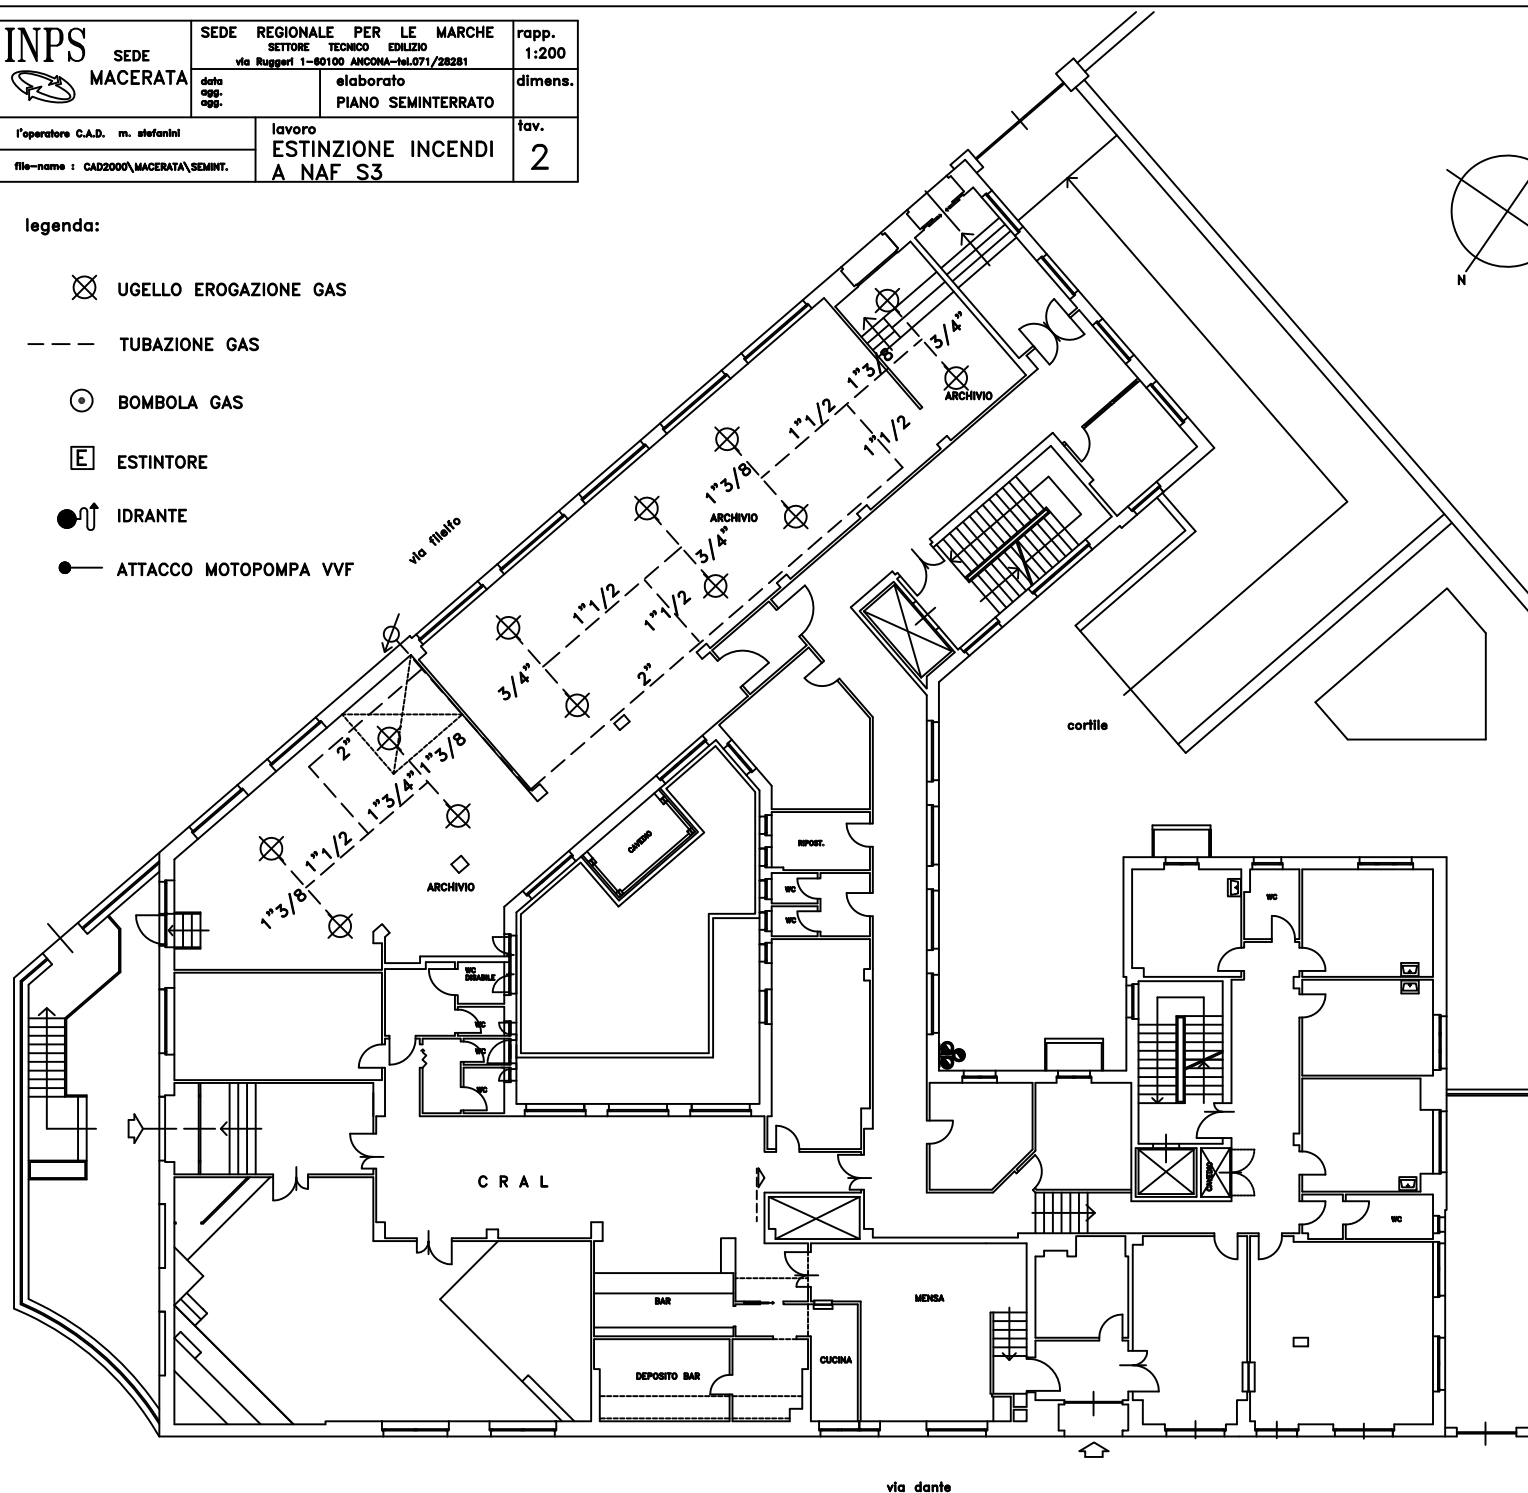 INPS
SEDE
MACERATA
SEDE REGIONALE PER LE MARCHE
SETTORE TECNICO EDILIZIO
via Ruggeri 1-60100 ANCONA-tel.071/28281
rapp.
1:200
data
agg.
agg.
elaborato
PIANO SEMINTERRATO
dimens.
l'operatore C.A.D. m. stefanini
file-name : CAD2000\MACERATA\SEMINT.
lavoro
ESTINZIONE INCENDI
A NAF S3
tav.
2
legenda:
UGELLO EROGAZIONE GAS
TUBAZIONE GAS
BOMBOLA GAS
E ESTINTORE
IDRANTE
ATTACCO MOTOPOMPA VVF
N
via filelfo
3/4"
1"3/8
ARCHIVIO
1"1/2
1"1/2
1"3/8
ARCHIVIO
3/4"
1"1/2
1"1/2
3/4"
2"
cortile
2"
1"3/8
1"3/4"
1"1/2
ARCHIVIO
1"3/8
CAVEDIO
RIPOST.
WC
WC
WC
WC
DISABILE
WC
WC
WC
CAVEDIO
C R A L
WC
BAR
MENSA
CUCINA
DEPOSITO BAR
via dante